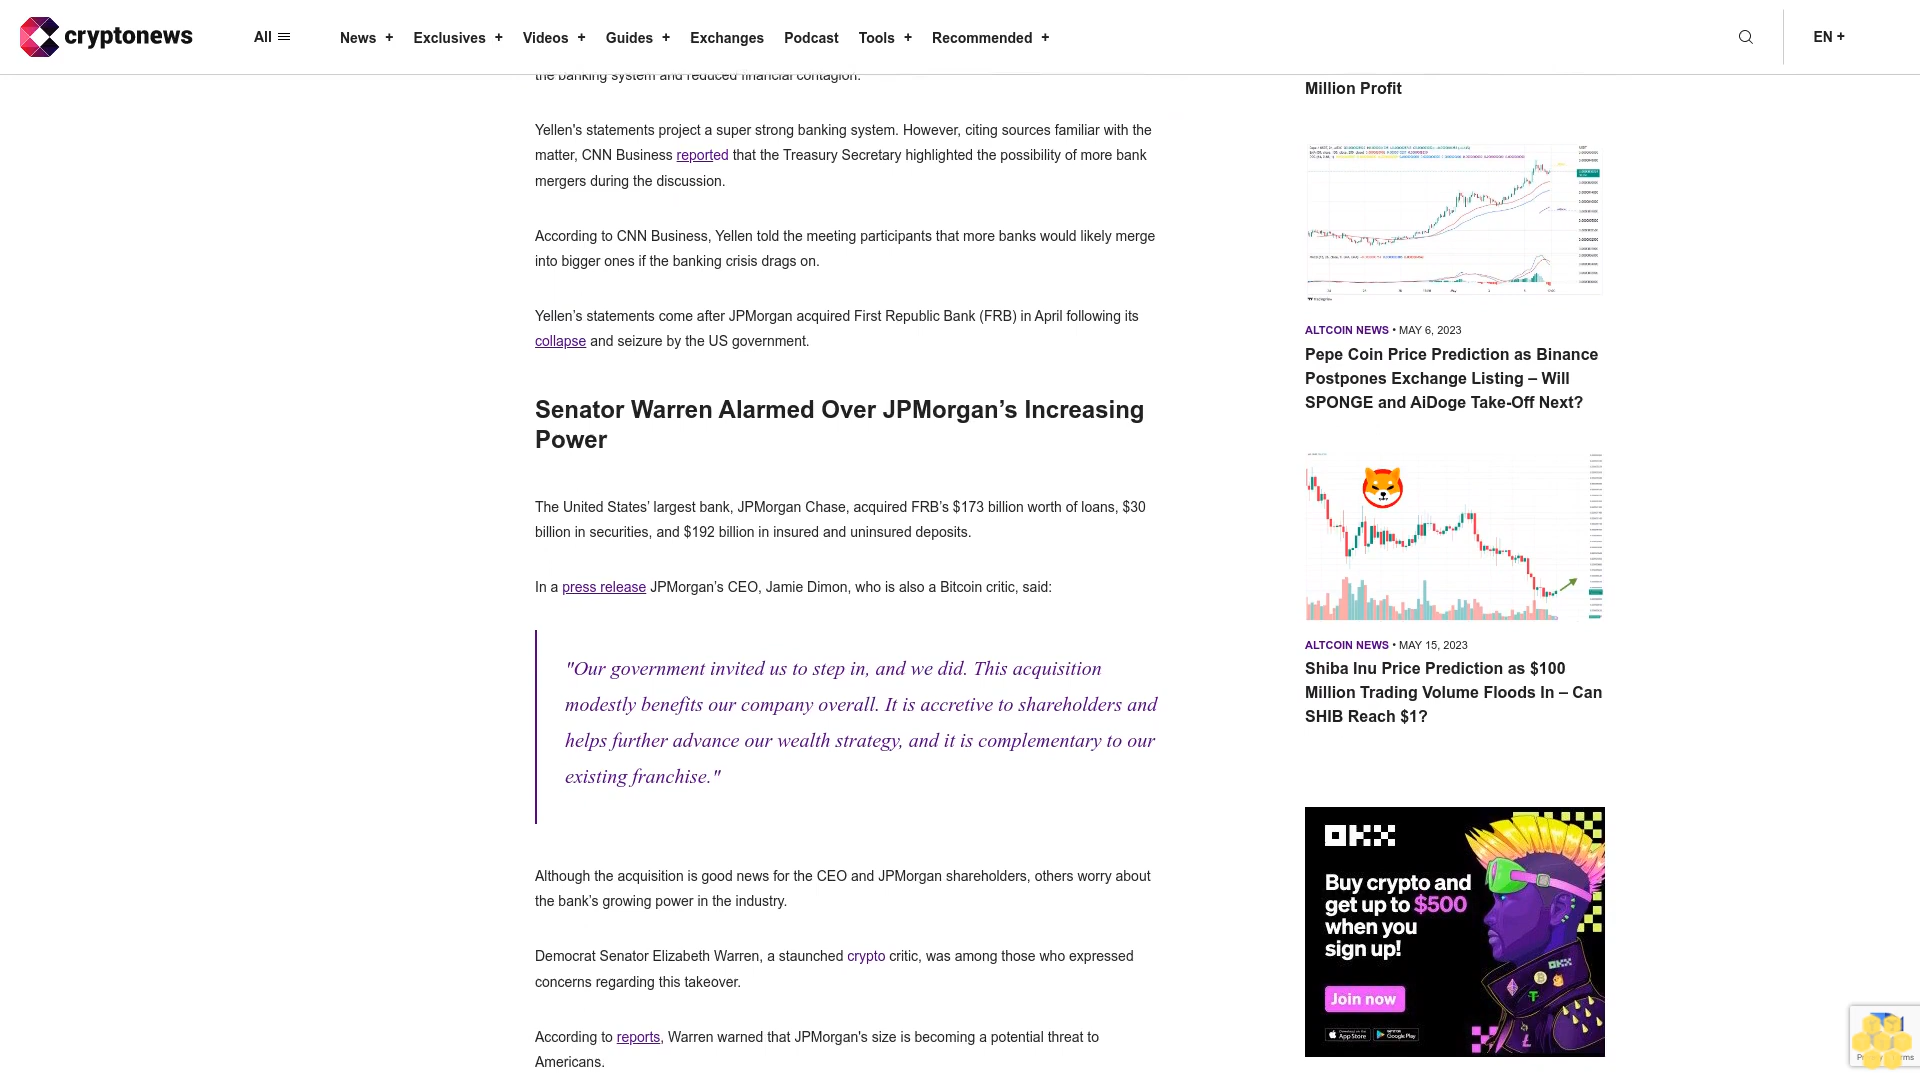 cryptonews
All
News +
Exclusives +
Videos +
Guides +
Exchanges
Podcast
Tools +
Recommended +
EN +
the banking system and reduced financial contagion.
Yellen's statements project a super strong banking system. However, citing sources familiar with the
matter, CNN Business reported that the Treasury Secretary highlighted the possibility of more bank
mergers during the discussion.
According to CNN Business, Yellen told the meeting participants that more banks would likely merge
into bigger ones if the banking crisis drags on.
Yellen’s statements come after JPMorgan acquired First Republic Bank (FRB) in April following its
collapse and seizure by the US government.
Senator Warren Alarmed Over JPMorgan’s Increasing
Power
The United States’ largest bank, JPMorgan Chase, acquired FRB’s $173 billion worth of loans, $30
billion in securities, and $192 billion in insured and uninsured deposits.
In a press release JPMorgan’s CEO, Jamie Dimon, who is also a Bitcoin critic, said:
"Our government invited us to step in, and we did. This acquisition
modestly benefits our company overall. It is accretive to shareholders and
helps further advance our wealth strategy, and it is complementary to our
existing franchise."
Although the acquisition is good news for the CEO and JPMorgan shareholders, others worry about
the bank’s growing power in the industry.
Democrat Senator Elizabeth Warren, a staunched crypto critic, was among those who expressed
concerns regarding this takeover.
According to reports, Warren warned that JPMorgan's size is becoming a potential threat to
Americans.
Million Profit
ALTCOIN NEWS • MAY 6, 2023
Pepe Coin Price Prediction as Binance
Postpones Exchange Listing – Will
SPONGE and AiDoge Take-Off Next?
ALTCOIN NEWS • MAY 15, 2023
Shiba Inu Price Prediction as $100
Million Trading Volume Floods In – Can
SHIB Reach $1?
OKX
Buy crypto and
get up to $500
when you
sign up!
OKX
Join now
App Store
Google Play